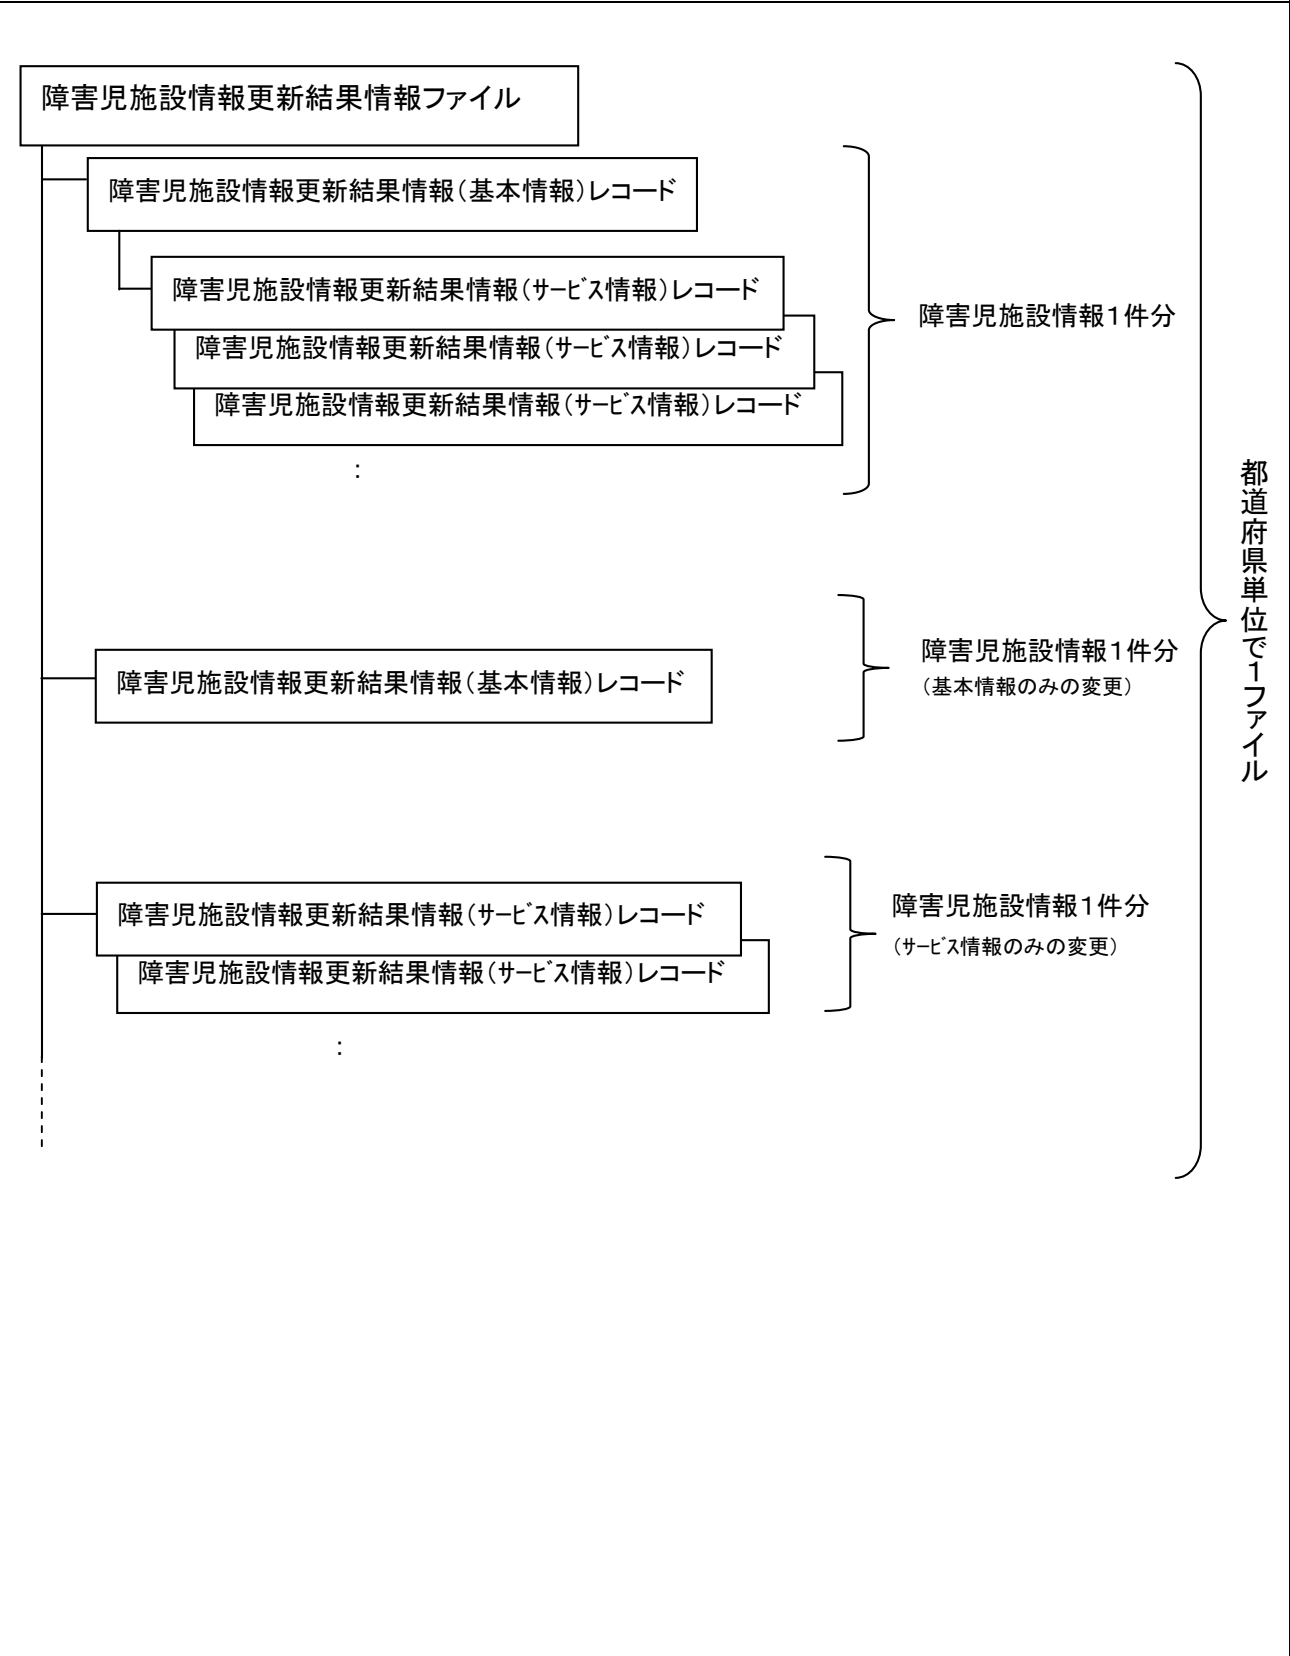 障害児施設情報更新結果情報ファイル
障害児施設情報更新結果情報(基本情報)レコード
障害児施設情報更新結果情報(サービス情報)レコード
障害児施設情報更新結果情報(サービス情報)レコード
障害児施設情報更新結果情報(サービス情報)レコード
:
障害児施設情報1件分
障害児施設情報更新結果情報(基本情報)レコード
障害児施設情報1件分
(基本情報のみの変更)
障害児施設情報更新結果情報(サービス情報)レコード
障害児施設情報更新結果情報(サービス情報)レコード
:
障害児施設情報1件分
(サービス情報のみの変更)
都道府県単位で1ファイル